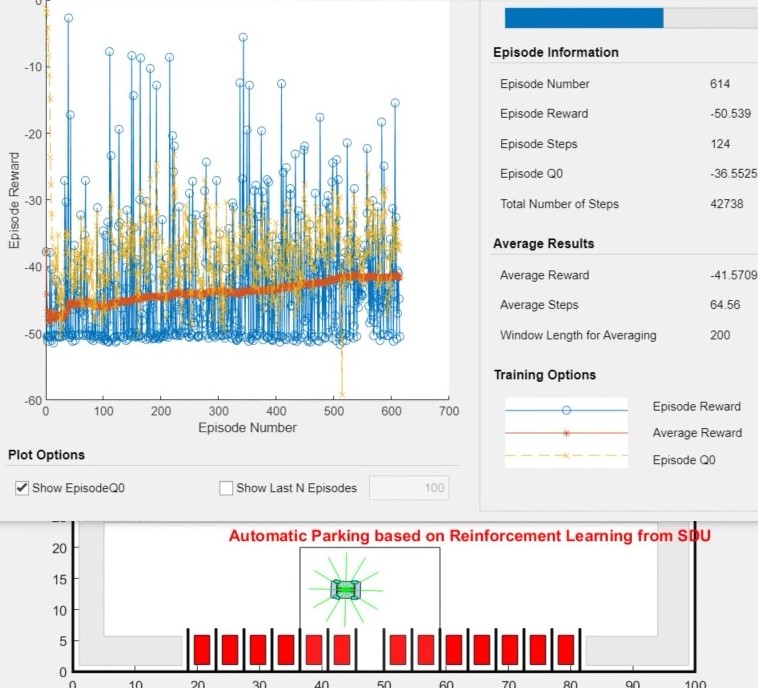 0
-10
-20
-30
-40
-50
-60
Episode Reward
0 100 200 300 400 500 600 700
Episode Number
Plot Options
Show EpisodeQ0
Show Last N Episodes
100
Episode Information
Episode Number 614
Episode Reward -50.539
Episode Steps 124
Episode Q0 -36.5525
Total Number of Steps 42738
Average Results
Average Reward -41.5709
Average Steps 64.56
Window Length for Averaging 200
Training Options
Episode Reward
Average Reward
Episode Q0
Automatic Parking based on Reinforcement Learning from SDU
20
15
10
5
0
0 10 20 30 40 50 60 70 80 90 100